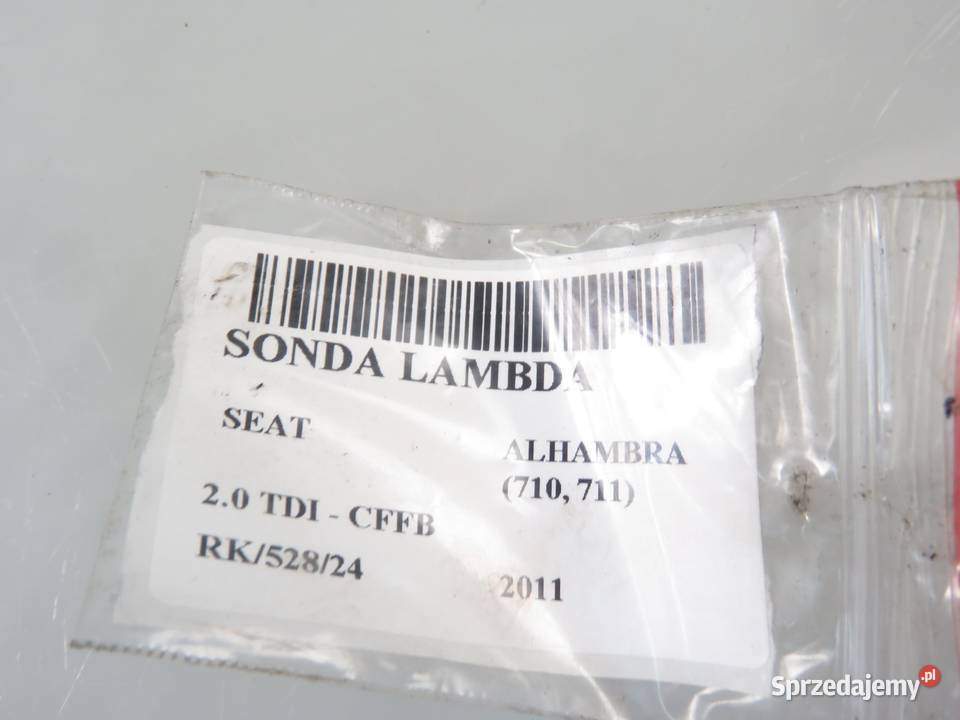 SONDA LAMBDA
SEAT
ALHAMBRA
(710, 711)
2.0 TDI - CFFB
RK/528/24
2011
Sprzedajemy.pl